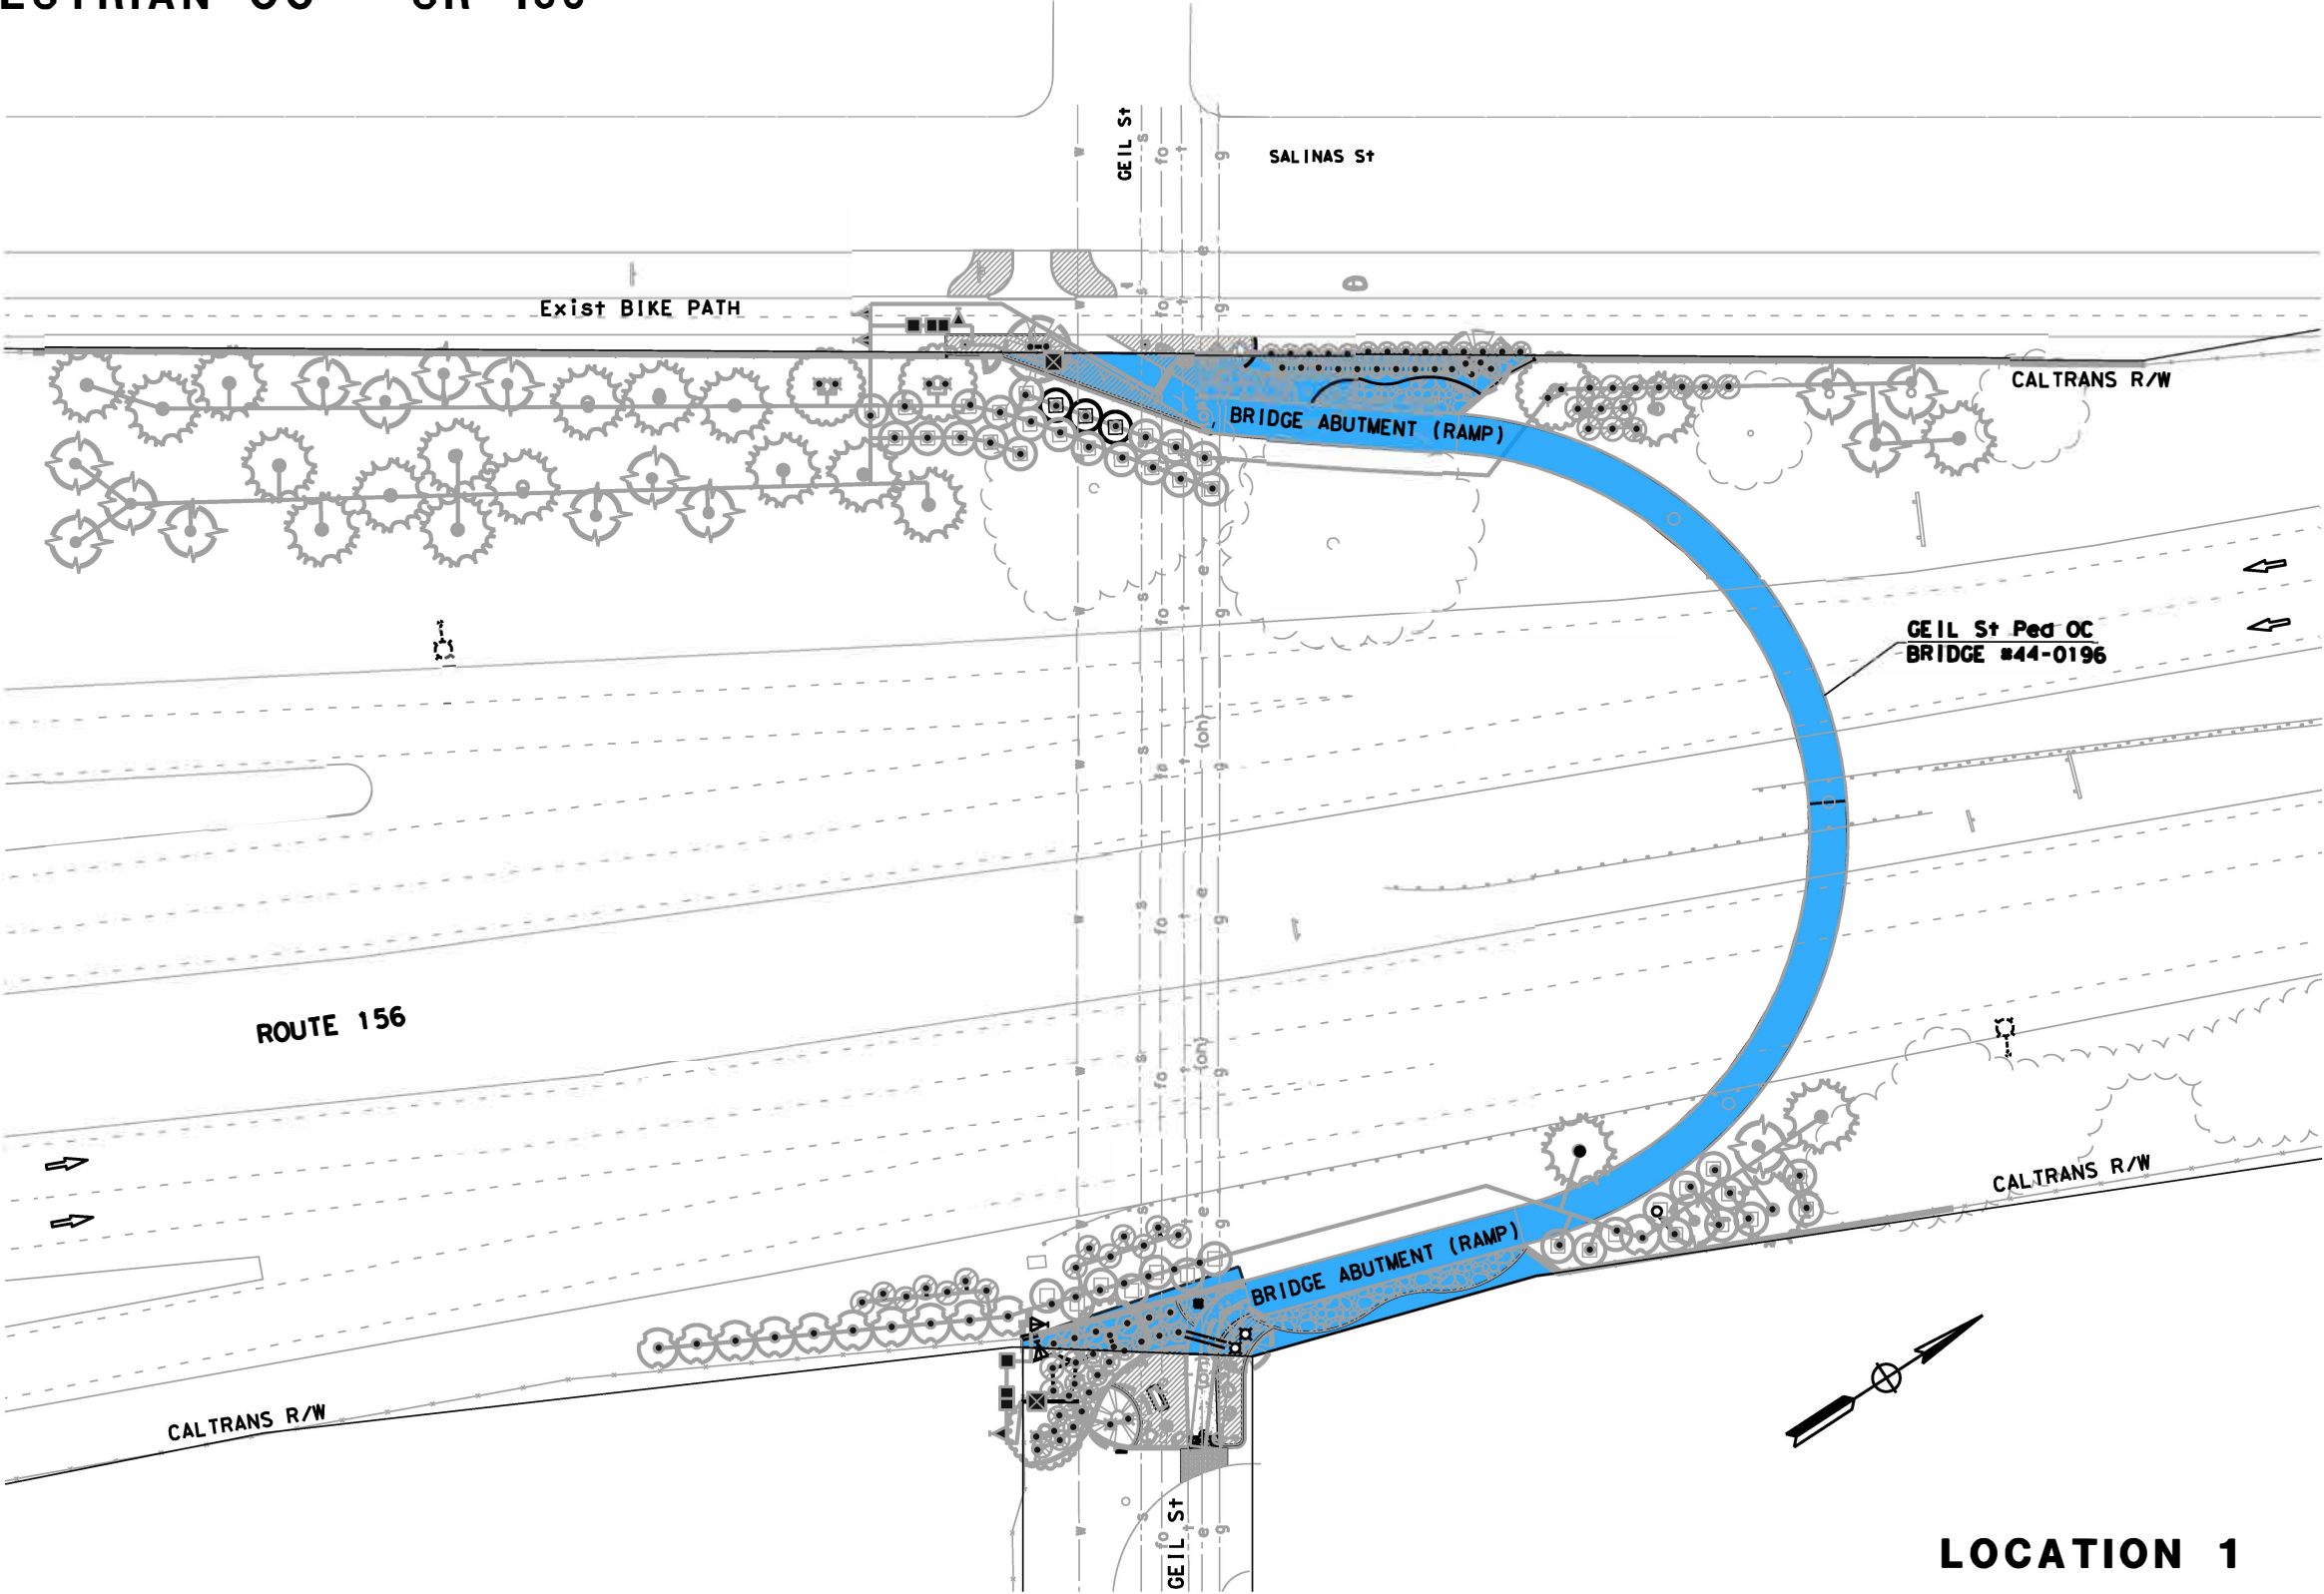 GEIL St
SALINAS St
Exist BIKE PATH
CALTRANS R/W
BRIDGE ABUTMENT (RAMP)
GEIL St Ped OC
BRIDGE #44-0196
ROUTE 156
BRIDGE ABUTMENT (RAMP)
CALTRANS R/W
CALTRANS R/W
GEIL St
LOCATION 1